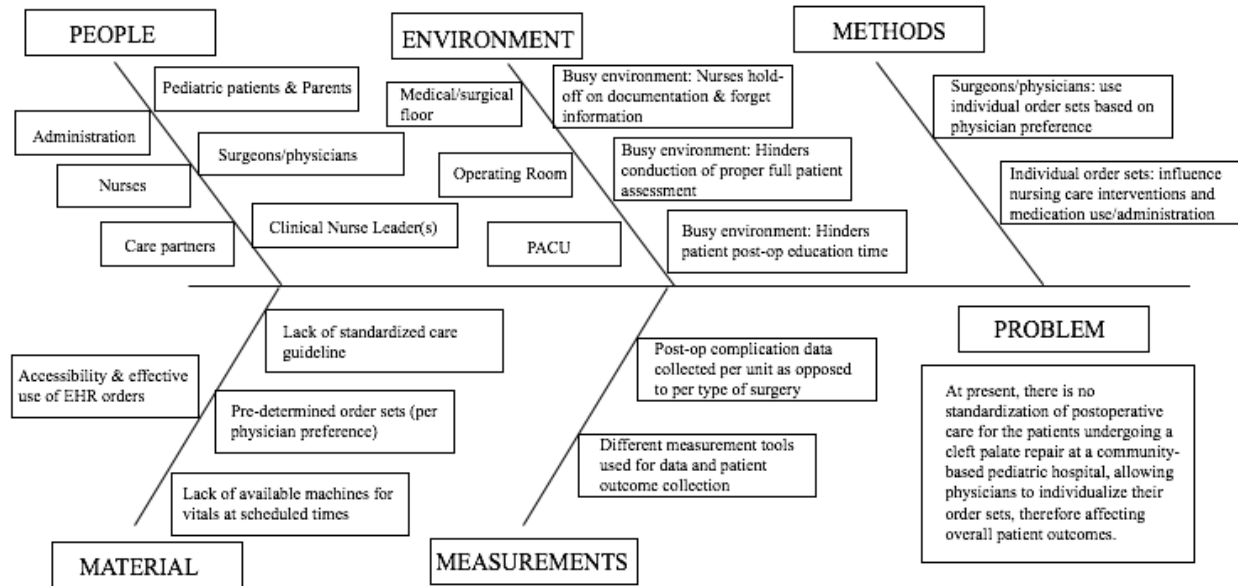 PEOPLE
Pediatric patients & Parents
Administration
Surgeons/physicians
Nurses
Clinical Nurse Leader(s)
Care partners
ENVIRONMENT
Medical/surgical
floor
Busy environment: Nurses hold-
off on documentation & forget
information
Operating Room
Busy environment: Hinders
conduction of proper full patient
assessment
PACU
Busy environment: Hinders
patient post-op education time
METHODS
Surgeons/physicians: use
individual order sets based on
physician preference
Individual order sets: influence
nursing care interventions and
medication use/administration
Lack of standardized care
guideline
Accessibility & effective
use of EHR orders
Pre-determined order sets (per
physician preference)
Lack of available machines for
vitals at scheduled times
MATERIAL
Post-op complication data
collected per unit as opposed
to per type of surgery
Different measurement tools
used for data and patient
outcome collection
MEASUREMENTS
PROBLEM
At present, there is no
standardization of postoperative
care for the patients undergoing a
cleft palate repair at a community-
based pediatric hospital, allowing
physicians to individualize their
order sets, therefore affecting
overall patient outcomes.